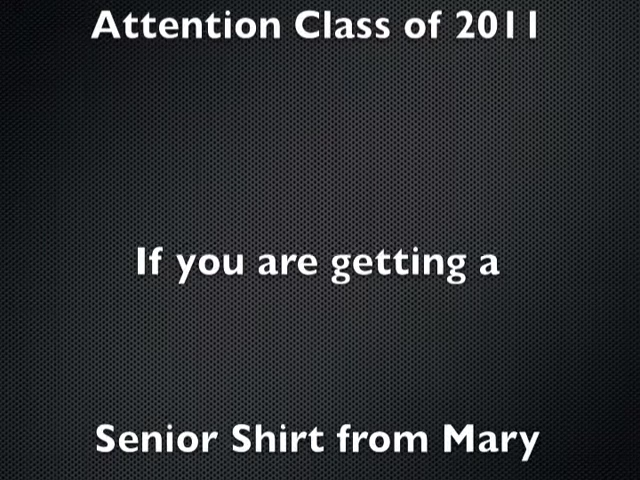 Attention Class of 2011
If you are getting a
Senior Shirt from Mary